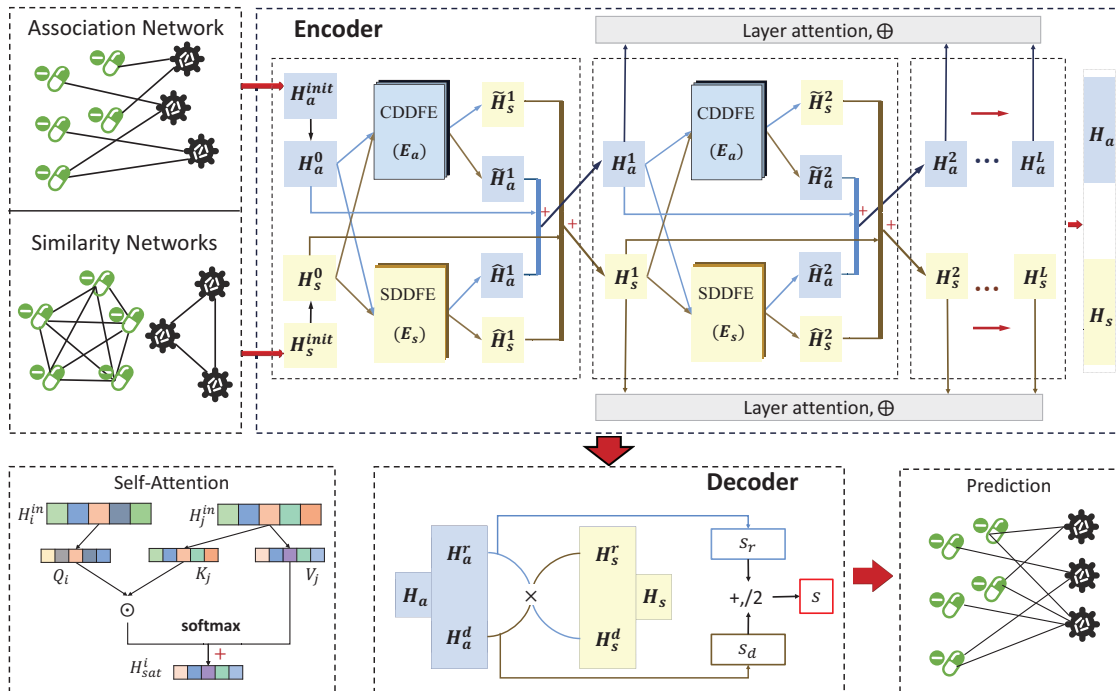 Association Network
Similarity Networks
Encoder
Layer attention, ⊕
H_a^{init}
H_a^0
H_s^0
H_s^{init}
CDDFE
(E_a)
SDDFE
(E_s)
H̃_s^1
H̃_a^1
Ĥ_a^1
Ĥ_s^1
+
+
H_a^1
H_s^1
CDDFE
(E_a)
SDDFE
(E_s)
H̃_s^2
H̃_a^2
Ĥ_a^2
Ĥ_s^2
+
+
H_a^2 ••• H_a^L
H_s^2 ••• H_s^L
H_a
H_s
Layer attention, ⊕
Self-Attention
H_i^{in}
H_j^{in}
Q_i
K_j
V_j
⊙
softmax
+
H_{sat}^i
Decoder
H_a
H_a^r
H_a^d
×
H_s^r
H_s^d
H_s
s_r
+,/2
s
s_d
Prediction